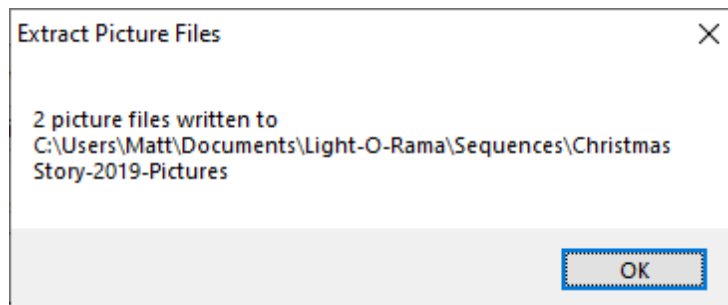 Extract Picture Files
2 picture files written to
C:\Users\Matt\Documents\Light-O-Rama\Sequences\Christmas
Story-2019-Pictures
OK